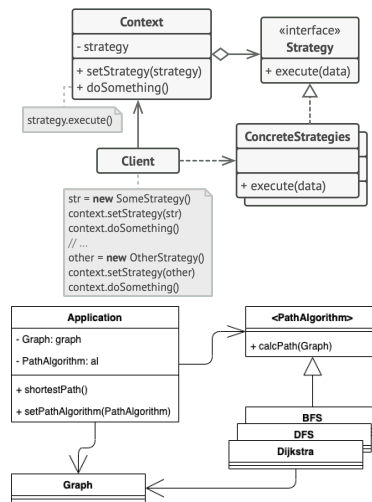 Context
- strategy
+ setStrategy(strategy)
+ doSomething()
«interface»
Strategy
+ execute(data)
strategy.execute()
Client
ConcreteStrategies
+ execute(data)
str = new SomeStrategy()
context.setStrategy(str)
context.doSomething()
// ...
other = new OtherStrategy()
context.setStrategy(other)
context.doSomething()
Application
- Graph: graph
- PathAlgorithm: al
+ shortestPath()
+ setPathAlgorithm(PathAlgorithm)
<PathAlgorithm>
+ calcPath(Graph)
BFS
DFS
Dijkstra
Graph